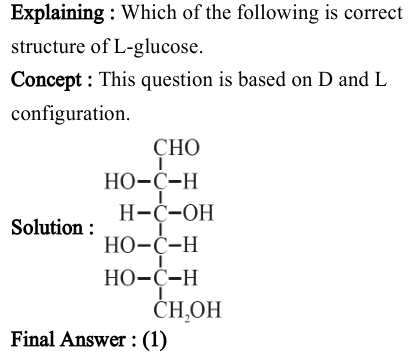 Explaining : Which of the following is correct
structure of L-glucose.
Concept : This question is based on D and L
configuration.
CHO
HO-C-H
H-C-OH
Solution :
HO-C-H
HO-C-H
CH₂OH
Final Answer : (1)